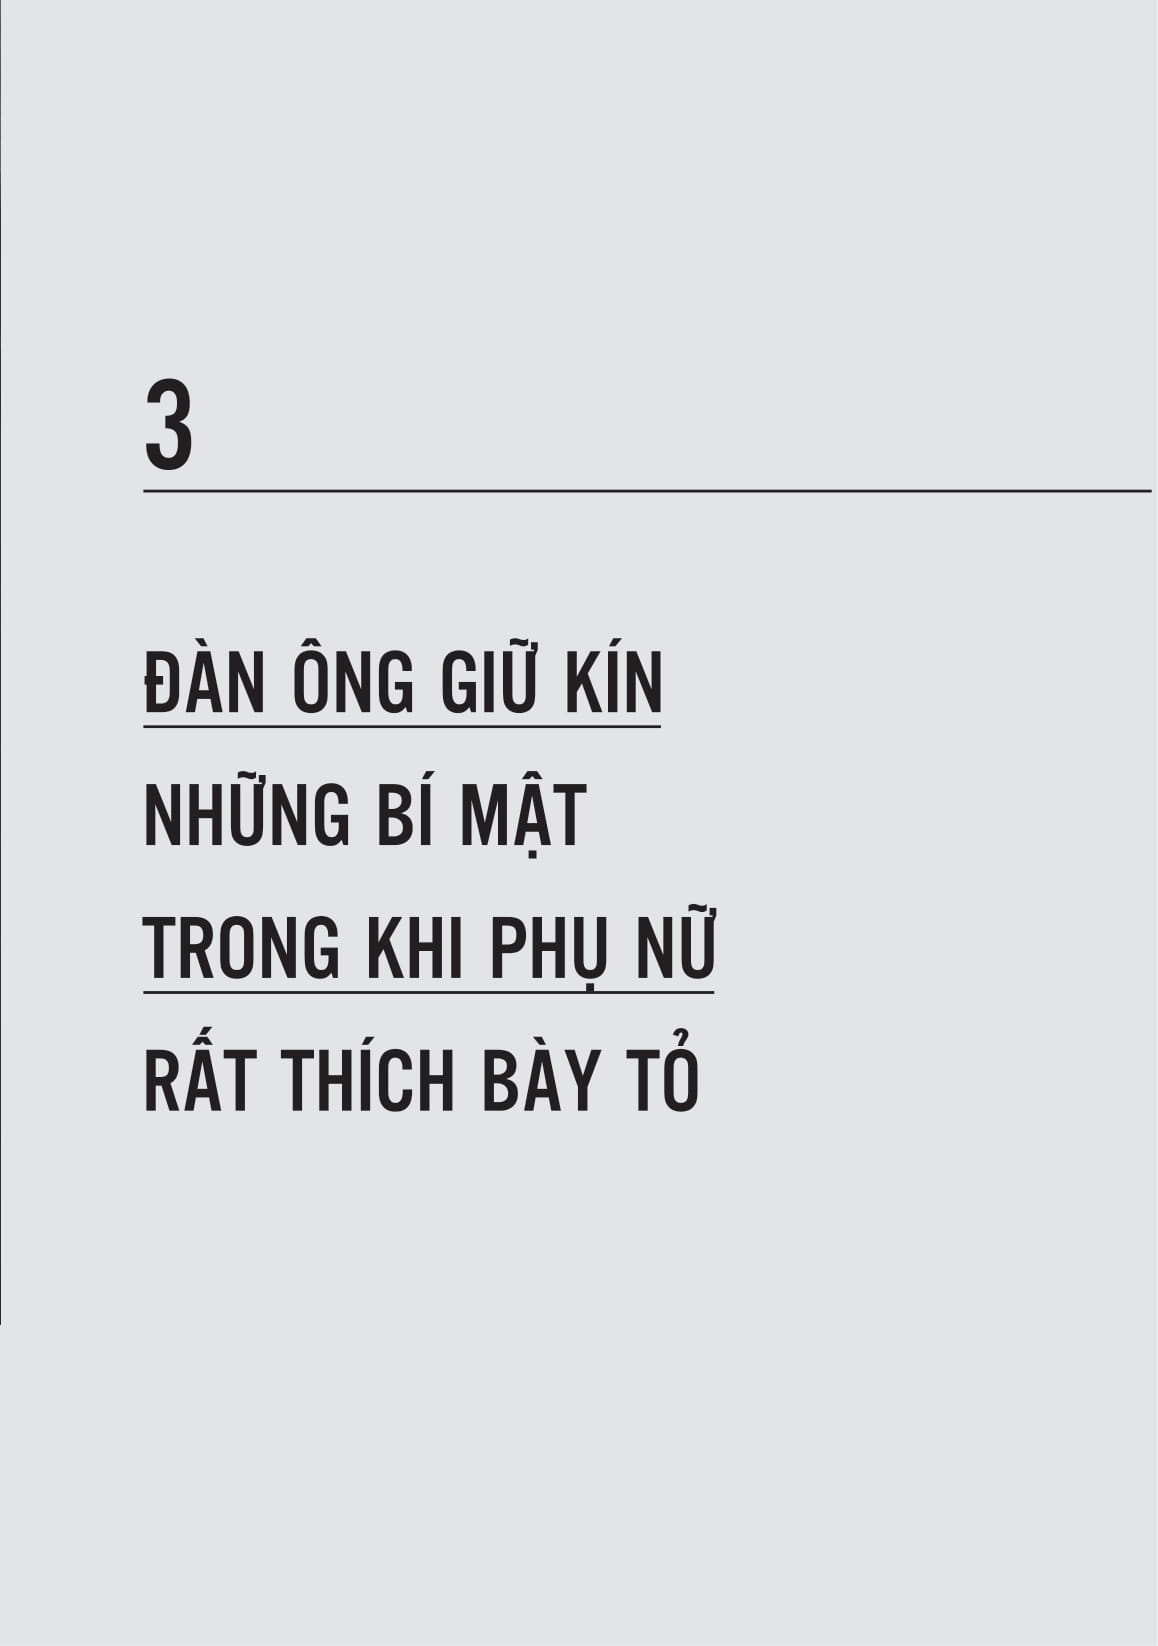 3
ĐÀN ÔNG GIỮ KÍN
NHỮNG BÍ MẬT
TRONG KHI PHỤ NỮ
RẤT THÍCH BÀY TỎ